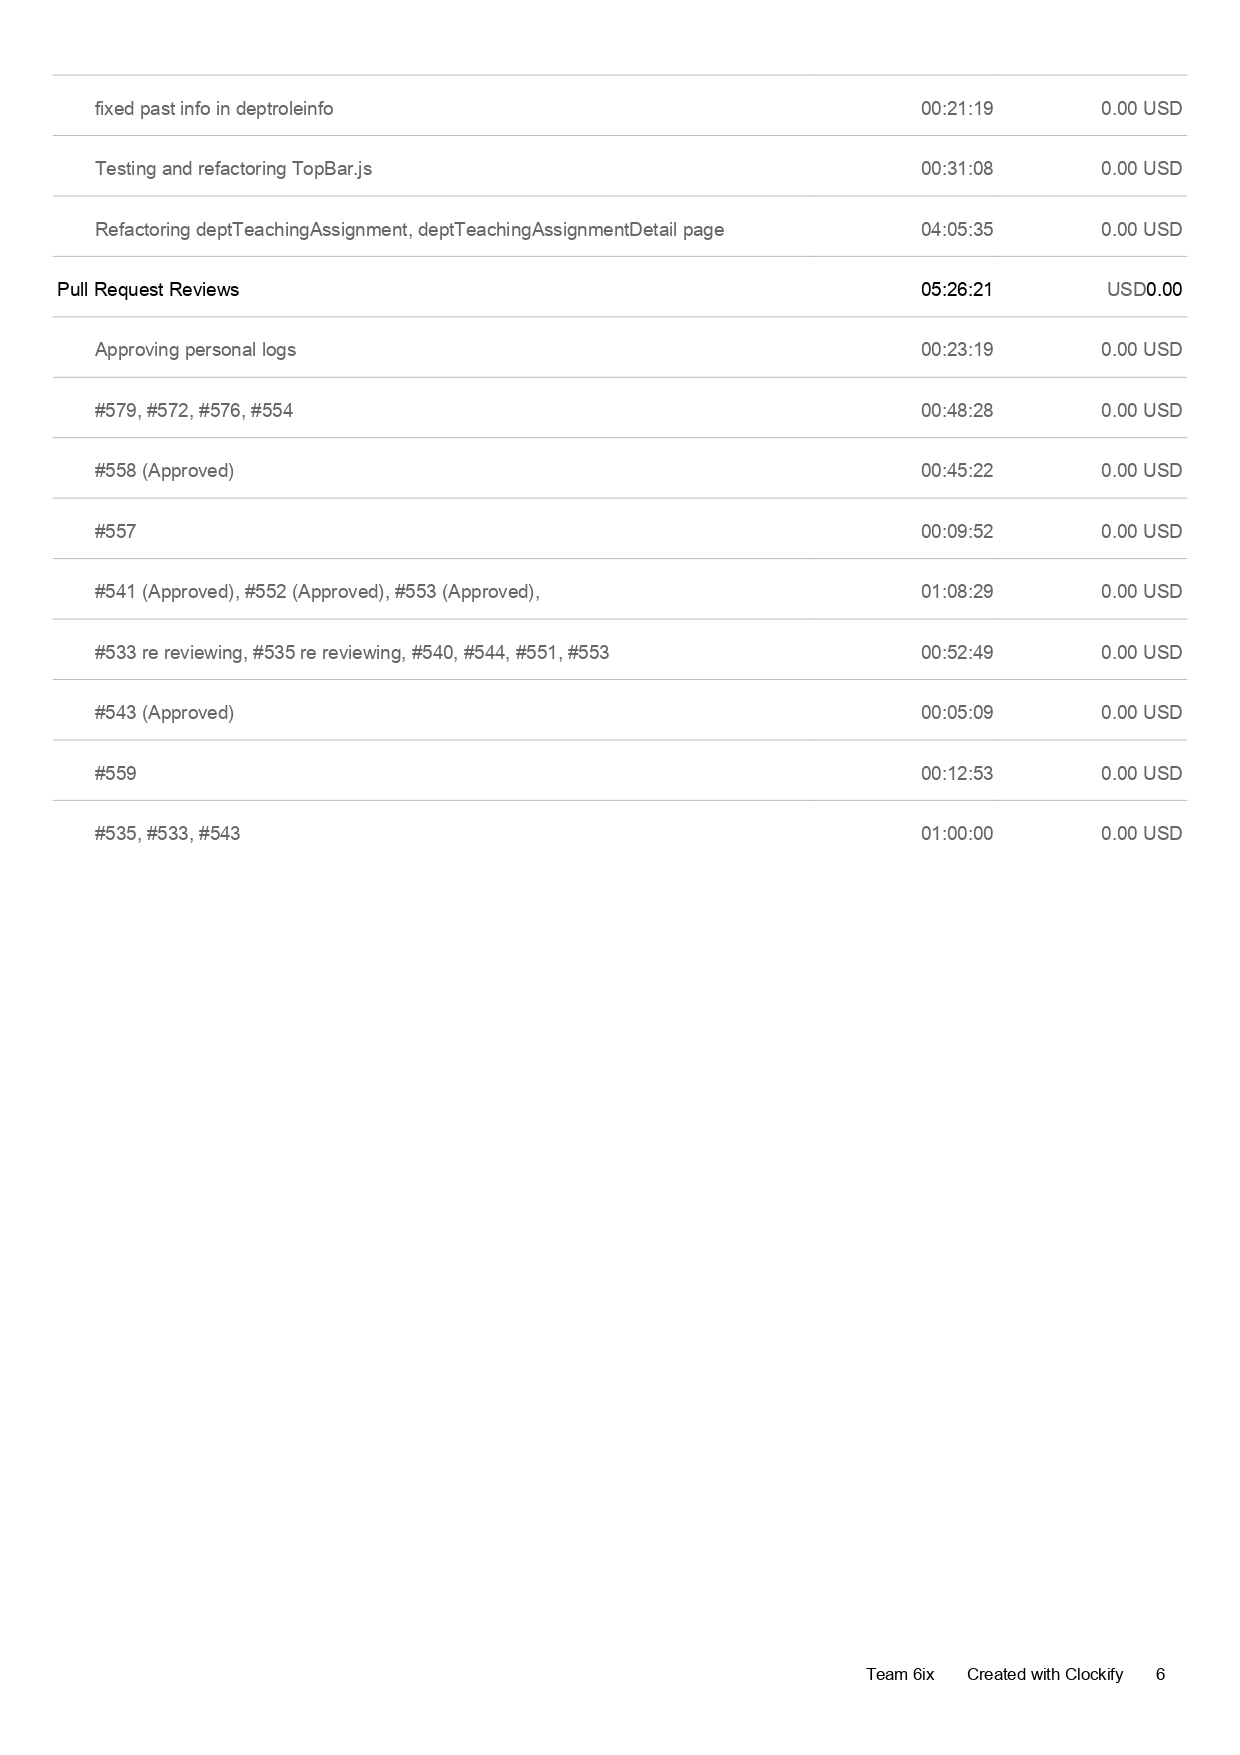 fixed past info in deptroleinfo 00:21:19 0.00 USD
Testing and refactoring TopBar.js 00:31:08 0.00 USD
Refactoring deptTeachingAssignment, deptTeachingAssignmentDetail page 04:05:35 0.00 USD
Pull Request Reviews 05:26:21 USD0.00
Approving personal logs 00:23:19 0.00 USD
#579, #572, #576, #554 00:48:28 0.00 USD
#558 (Approved) 00:45:22 0.00 USD
#557 00:09:52 0.00 USD
#541 (Approved), #552 (Approved), #553 (Approved), 01:08:29 0.00 USD
#533 re reviewing, #535 re reviewing, #540, #544, #551, #553 00:52:49 0.00 USD
#543 (Approved) 00:05:09 0.00 USD
#559 00:12:53 0.00 USD
#535, #533, #543 01:00:00 0.00 USD
Team 6ix Created with Clockify 6